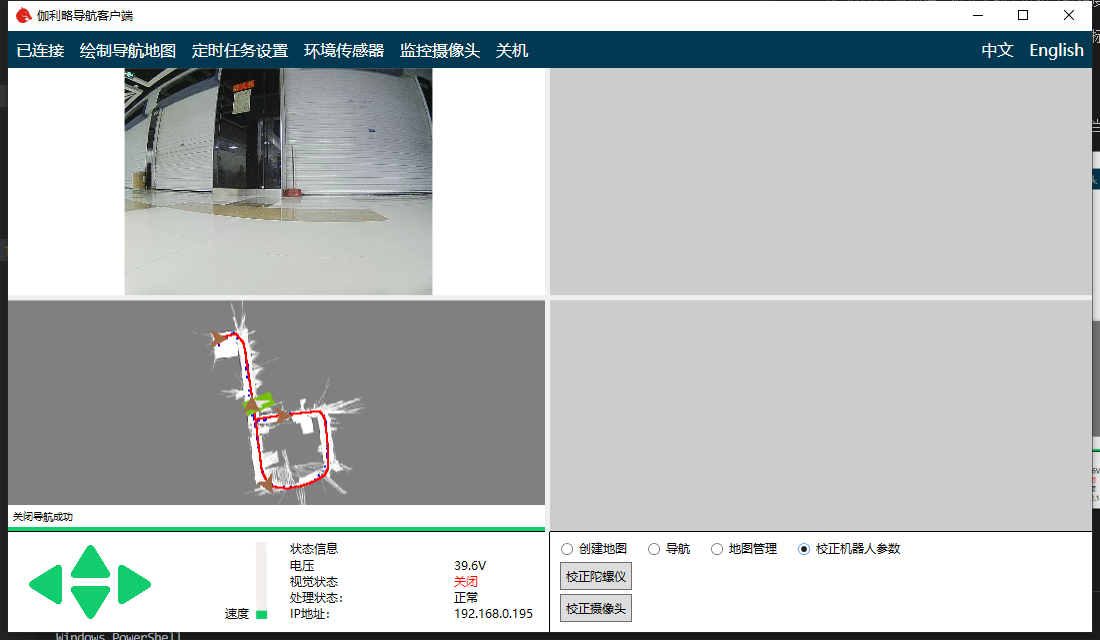 伽利略导航客户端
已连接 绘制导航地图 定时任务设置 环境传感器 监控摄像头 关机 中文 English
关闭导航成功
状态信息
电压 39.6V
视觉状态 关闭
处理状态: 正常
速度 IP地址: 192.168.0.195
创建地图 导航 地图管理 校正机器人参数
校正陀螺仪
校正摄像头
Windows PowerShell